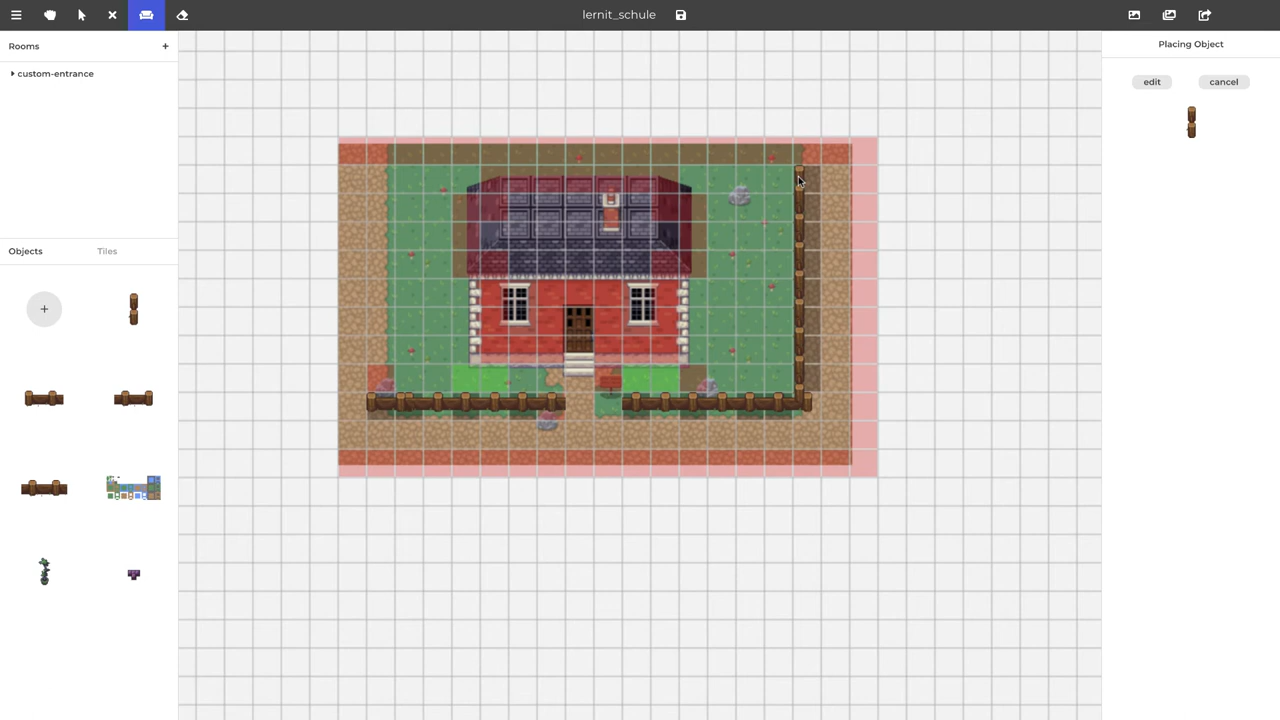 lernit_schule
Rooms
+
custom-entrance
Objects
Tiles
+
Placing Object
edit
cancel